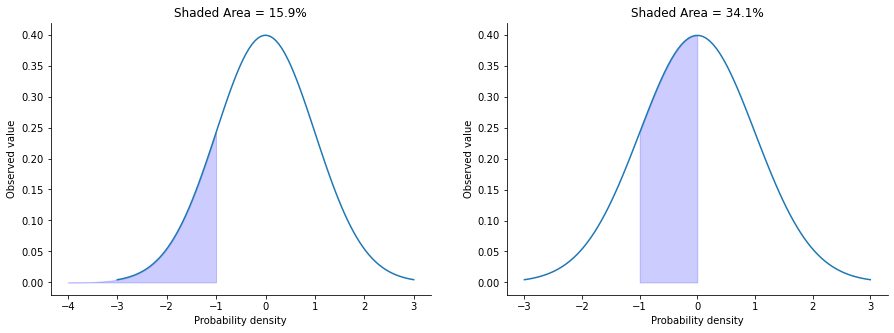 Shaded Area = 15.9%
Observed value
0.40
0.35
0.30
0.25
0.20
0.15
0.10
0.05
0.00
−4 −3 −2 −1 0 1 2 3
Probability density
Shaded Area = 34.1%
Observed value
0.40
0.35
0.30
0.25
0.20
0.15
0.10
0.05
0.00
−3 −2 −1 0 1 2 3
Probability density